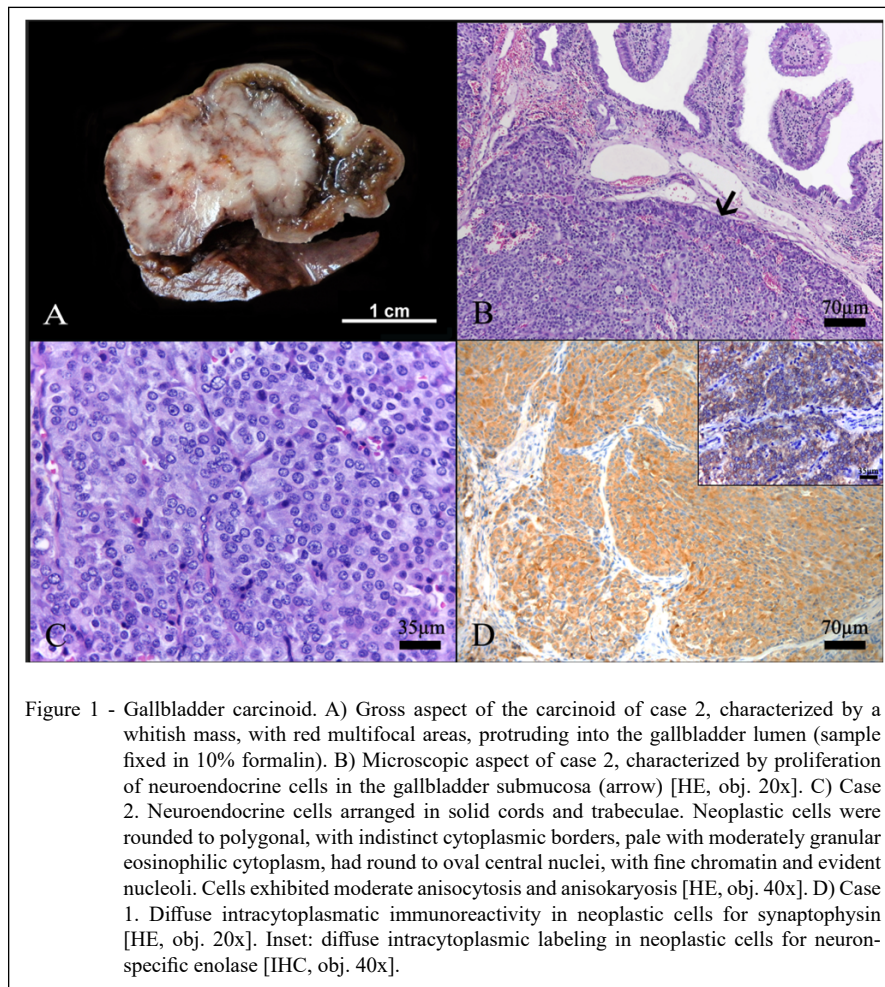 A
1 cm
B
70µm
C
35µm
D
70µm
15µm
Figure 1 - Gallbladder carcinoid. A) Gross aspect of the carcinoid of case 2, characterized by a
whitish mass, with red multifocal areas, protruding into the gallbladder lumen (sample
fixed in 10% formalin). B) Microscopic aspect of case 2, characterized by proliferation
of neuroendocrine cells in the gallbladder submucosa (arrow) [HE, obj. 20x]. C) Case
2. Neuroendocrine cells arranged in solid cords and trabeculae. Neoplastic cells were
rounded to polygonal, with indistinct cytoplasmic borders, pale with moderately granular
eosinophilic cytoplasm, had round to oval central nuclei, with fine chromatin and evident
nucleoli. Cells exhibited moderate anisocytosis and anisokaryosis [HE, obj. 40x]. D) Case
1. Diffuse intracytoplasmatic immunoreactivity in neoplastic cells for synaptophysin
[HE, obj. 20x]. Inset: diffuse intracytoplasmic labeling in neoplastic cells for neuron-
specific enolase [IHC, obj. 40x].